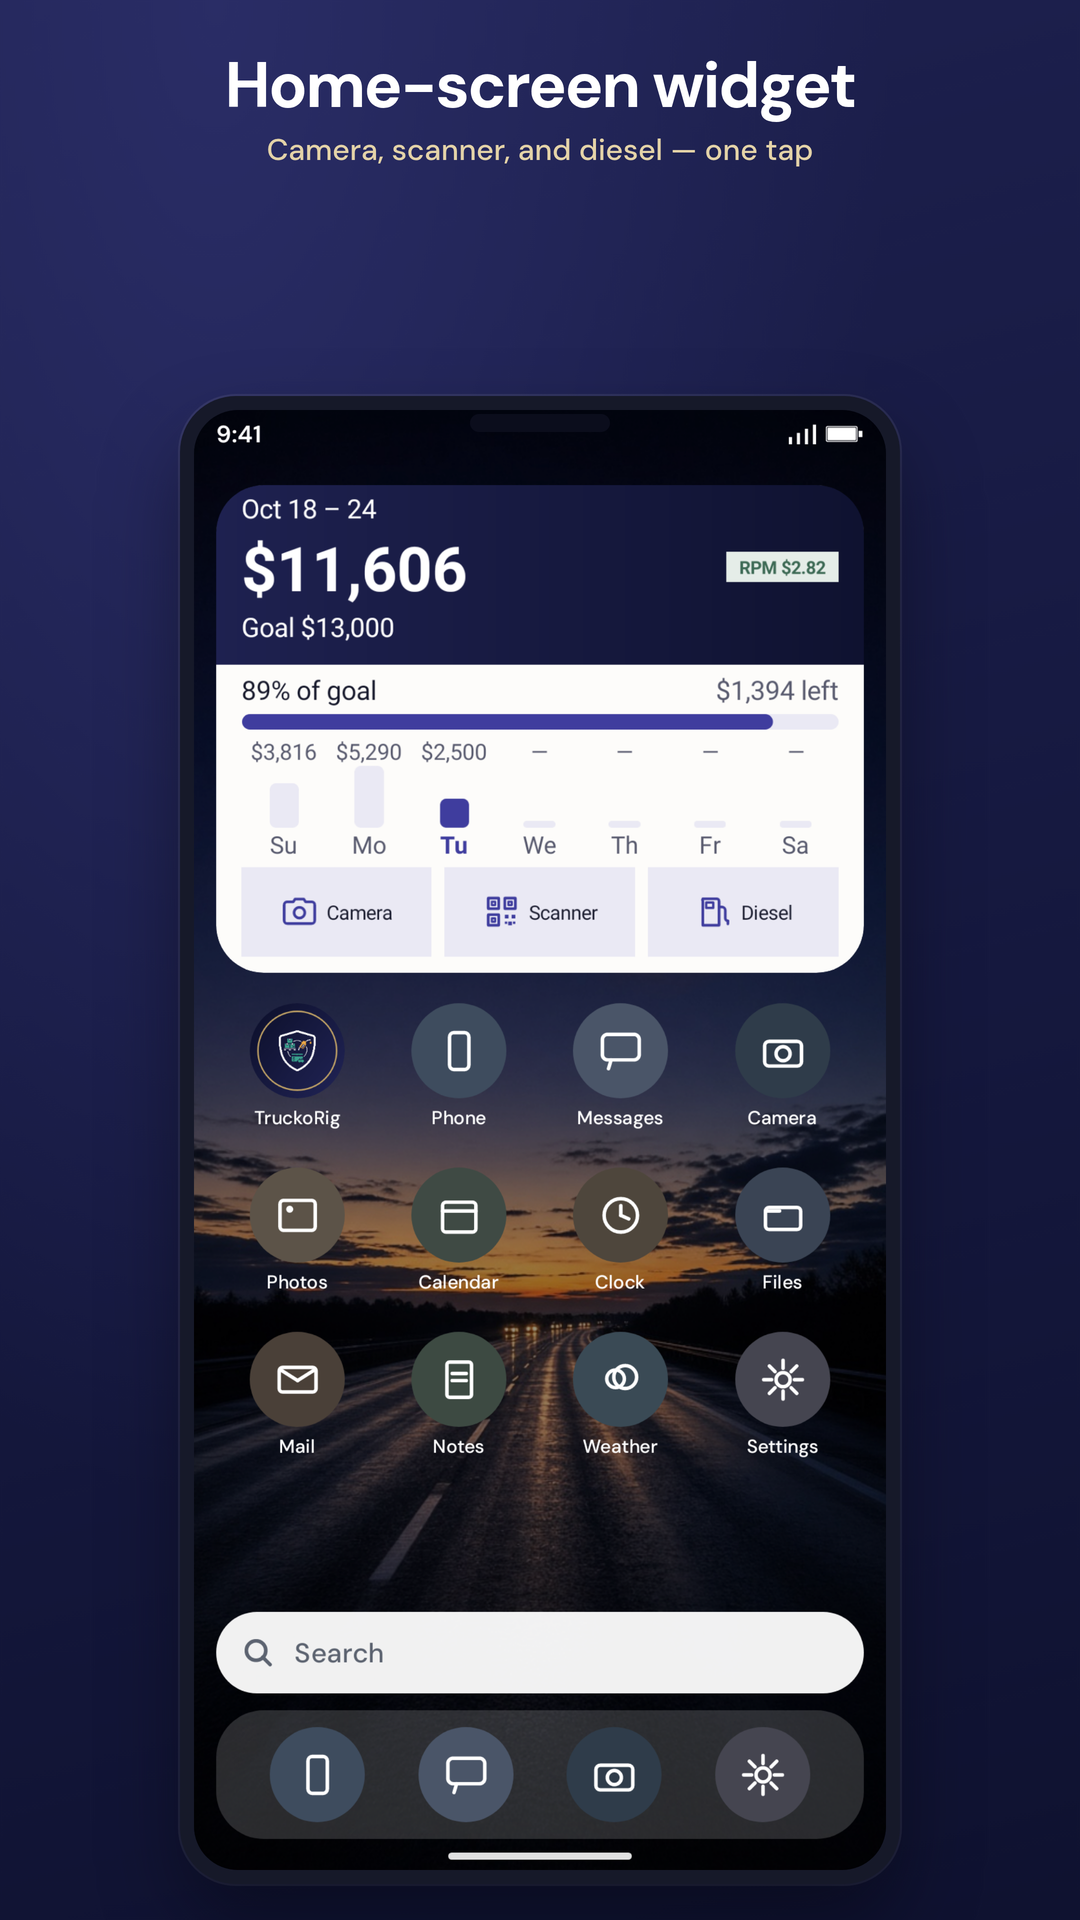 Home-screen widget
Camera, scanner, and diesel — one tap
9:41
Oct 18 – 24
$11,606
RPM $2.82
Goal $13,000
89% of goal $1,394 left
$3,816 $5,290 $2,500 — — — —
Su Mo Tu We Th Fr Sa
Camera Scanner Diesel
TruckoRig Phone Messages Camera
Photos Calendar Clock Files
Mail Notes Weather Settings
Search